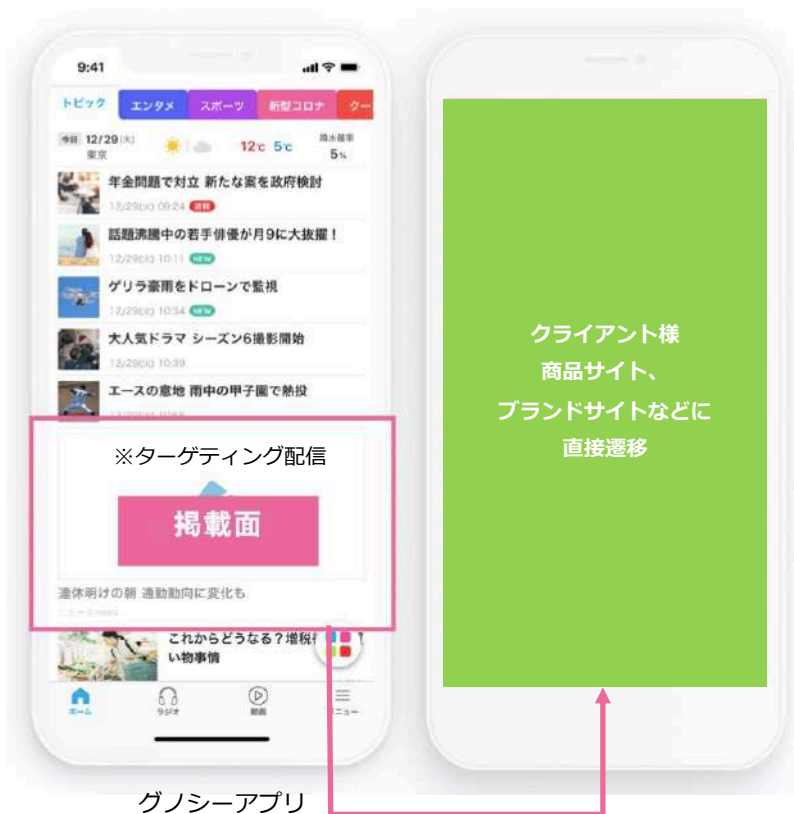 9:41
トピック エンタメ スポーツ 新型コロナ クー
今日 12/29(火) 12℃ 5℃ 降水確率
東京 5%
年金問題で対立 新たな案を政府検討
12/29(火) 09:24 速報
話題沸騰中の若手俳優が月9に大抜擢！
12/29(火) 10:11 NEW
ゲリラ豪雨をドローンで監視
12/29(火) 10:34 NEW
大人気ドラマ シーズン6撮影開始
12/29(火) 10:39
エースの意地 雨中の甲子園で熱投
※ターゲティング配信
掲載面
連休明けの朝 通勤動向に変化も
これからどうなる？増税
い物事情
ホーム ラジオ 動画 メニュー
グノシーアプリ
クライアント様
商品サイト、
ブランドサイトなどに
直接遷移